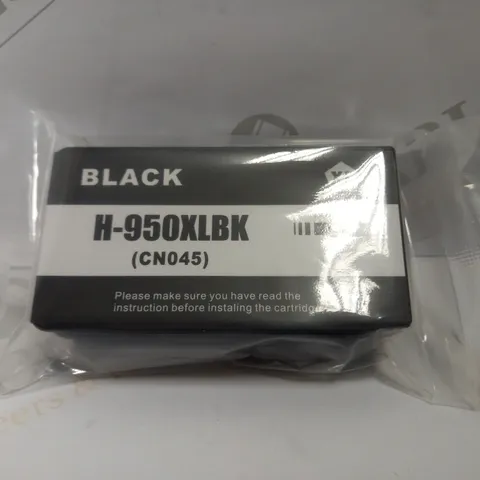 BLACK
H-950XLBK
(CN045)
Please make sure you have read the
instruction before instaling the cartridge